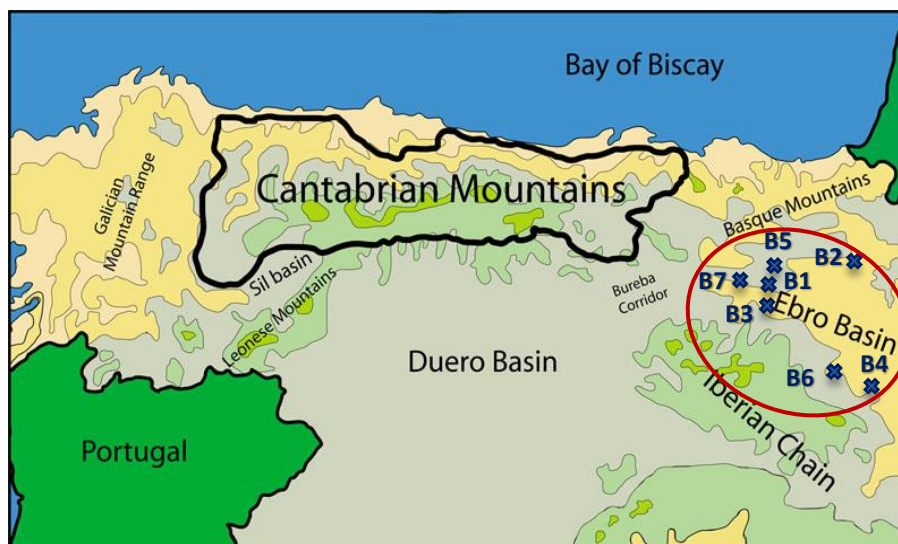 Bay of Biscay
Galician
Mountain Range
Cantabrian Mountains
Basque Mountains
Sil basin
Leonese Mountains
Bureba
Corridor
B5
B2
B7
B1
B3
Ebro Basin
Duero Basin
B6
B4
Iberian Chain
Portugal